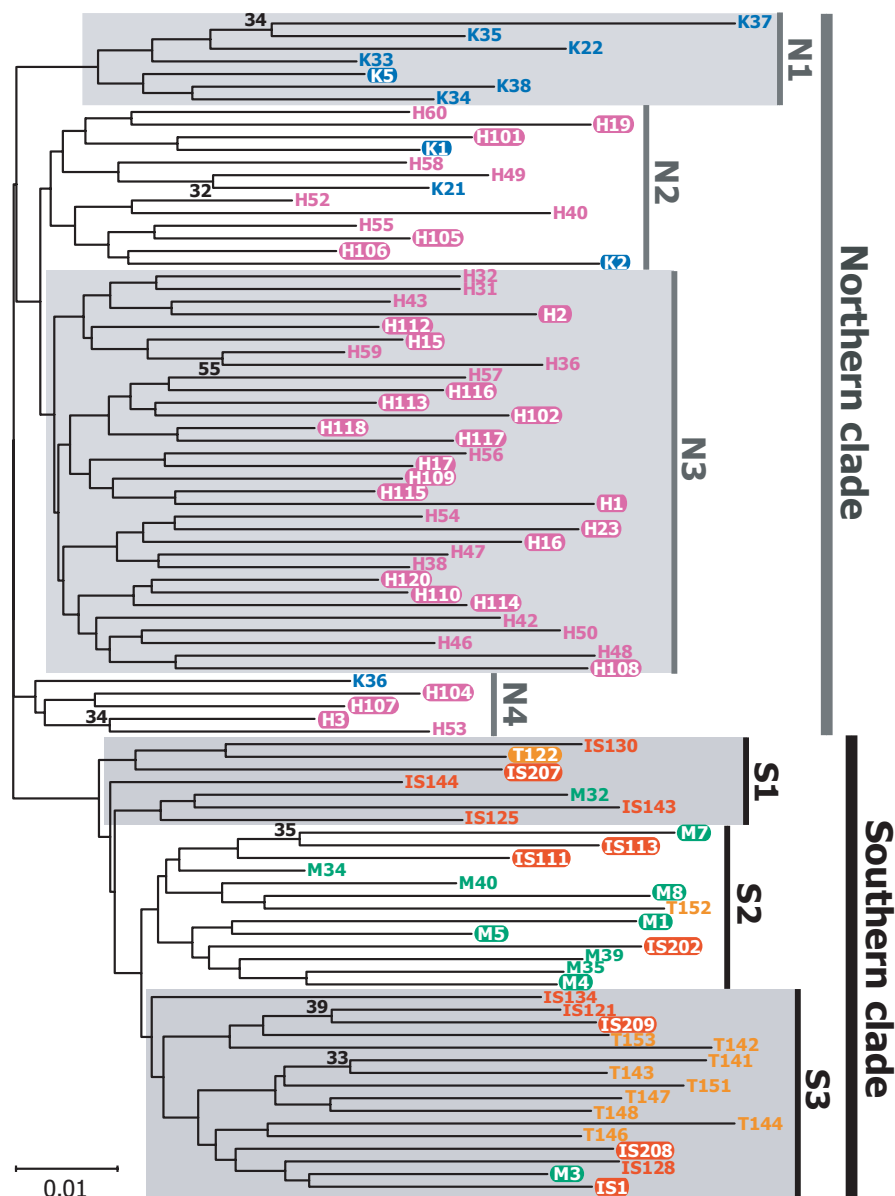 34
K37
K35
K22
K33
K5
K38
K34
N1
H60
H19
H101
K1
H58
H49
32
K21
H52
H40
H55
H105
H106
K2
N2
H32
H31
H43
H2
H112
H15
H59
H36
55
H57
H116
H113
H102
H118
H117
H56
H17
H109
H115
H1
H54
H23
H16
H47
H38
H120
H110
H114
H42
H50
H46
H48
H108
N3
K36
H104
H107
34
H3
H53
N4
Northern clade
IS130
T122
IS207
IS144
M32
IS143
IS125
S1
35
M7
IS113
IS111
M34
M40
M8
T152
M1
M5
IS202
M39
M35
M4
S2
IS134
39
IS121
IS209
T153
T142
33
T141
T143
T151
T147
T148
T144
T146
IS208
IS128
M3
IS1
S3
Southern clade
0.01